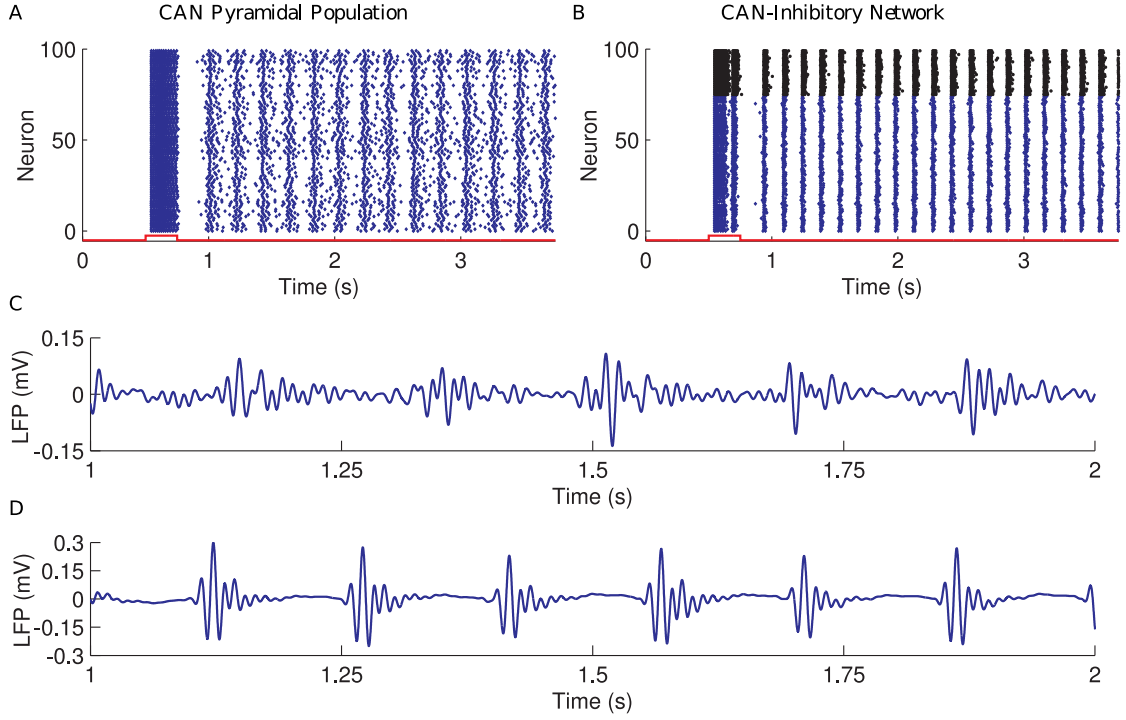 A
CAN Pyramidal Population
B
CAN-Inhibitory Network
100
50
0
Neuron
0
1
2
3
Time (s)
100
50
0
Neuron
0
1
2
3
Time (s)
C
0.15
0
-0.15
LFP (mV)
1
1.25
1.5
1.75
2
Time (s)
D
0.3
0.15
0
-0.15
-0.3
LFP (mV)
1
1.25
1.5
1.75
2
Time (s)